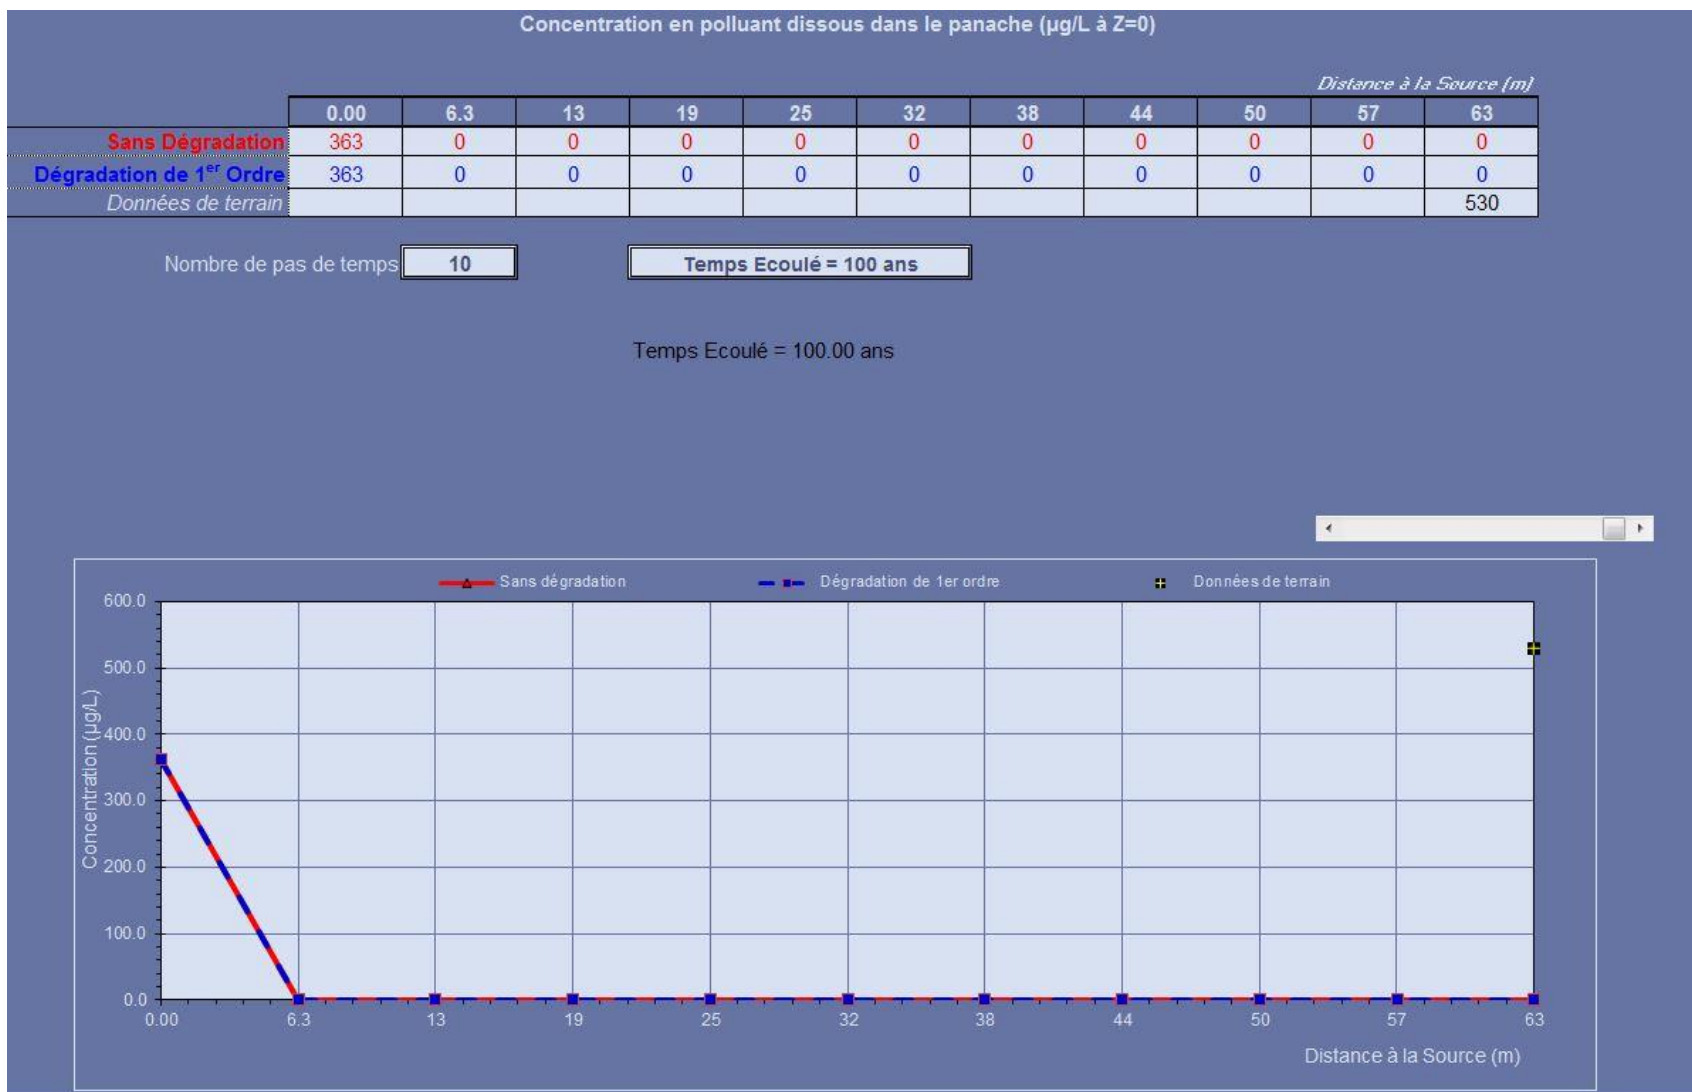 Concentration en polluant dissous dans le panache (µg/L à Z=0)
Distance à la Source (m)
0.00 6.3 13 19 25 32 38 44 50 57 63
Sans Dégradation 363 0 0 0 0 0 0 0 0 0 0
Dégradation de 1er Ordre 363 0 0 0 0 0 0 0 0 0 0
Données de terrain 530
Nombre de pas de temps 10 Temps Ecoulé = 100 ans
Temps Ecoulé = 100.00 ans
Sans dégradation Dégradation de 1er ordre Données de terrain
600.0
500.0
400.0
300.0
200.0
100.0
0.0
Concentration (µg/L)
0.00 6.3 13 19 25 32 38 44 50 57 63
Distance à la Source (m)